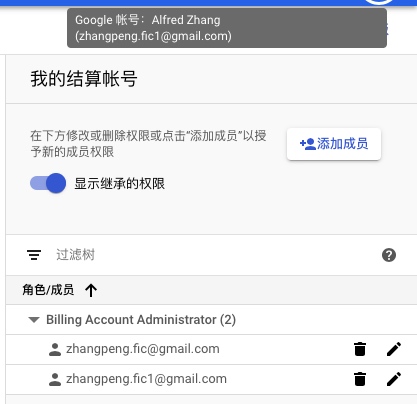 Google 帐号：Alfred Zhang
(zhangpeng.fic1@gmail.com)
我的结算帐号
在下方修改或删除权限或点击“添加成员”以授
予新的成员权限
添加成员
显示继承的权限
过滤树
角色/成员
Billing Account Administrator (2)
zhangpeng.fic@gmail.com
zhangpeng.fic1@gmail.com